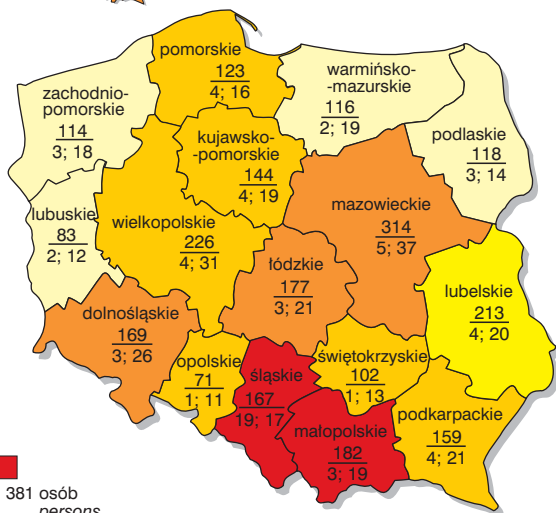 pomorskie
123
4; 16
zachodnio-
pomorskie
114
3; 18
warmińsko-
-mazurskie
116
2; 19
podlaskie
118
3; 14
kujawsko-
-pomorskie
144
4; 19
lubuskie
83
2; 12
wielkopolskie
226
4; 31
mazowieckie
314
5; 37
łódzkie
177
3; 21
lubelskie
213
4; 20
dolnośląskie
169
3; 26
opolskie
71
1; 11
śląskie
167
19; 17
świętokrzyskie
102
1; 13
małopolskie
182
3; 19
podkarpackie
159
4; 21
381 osób
persons